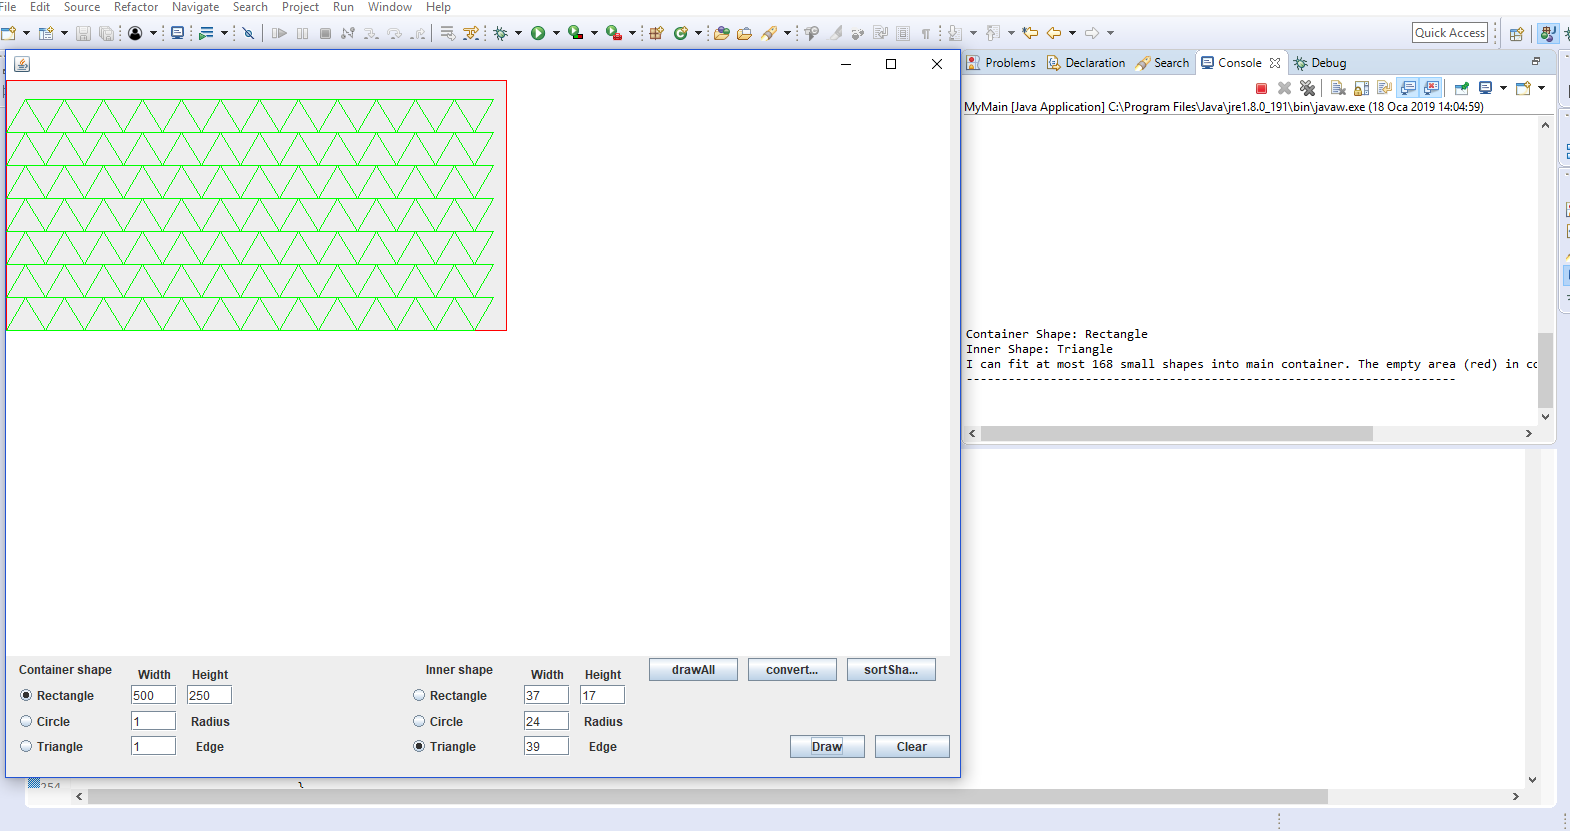 File Edit Source Refactor Navigate Search Project Run Window Help
Quick Access
Problems Declaration Search Console Debug
MyMain [Java Application] C:\Program Files\Java\jre1.8.0_191\bin\javaw.exe (18 Oca 2019 14:04:59)
Container Shape: Rectangle
Inner Shape: Triangle
I can fit at most 168 small shapes into main container. The empty area (red) in co
--------------------------------------------------------------------
Container shape Width Height Inner shape Width Height drawAll convert... sortSha...
Rectangle 500 250 Rectangle 37 17
Circle 1 Radius Circle 24 Radius
Triangle 1 Edge Triangle 39 Edge Draw Clear
254 }